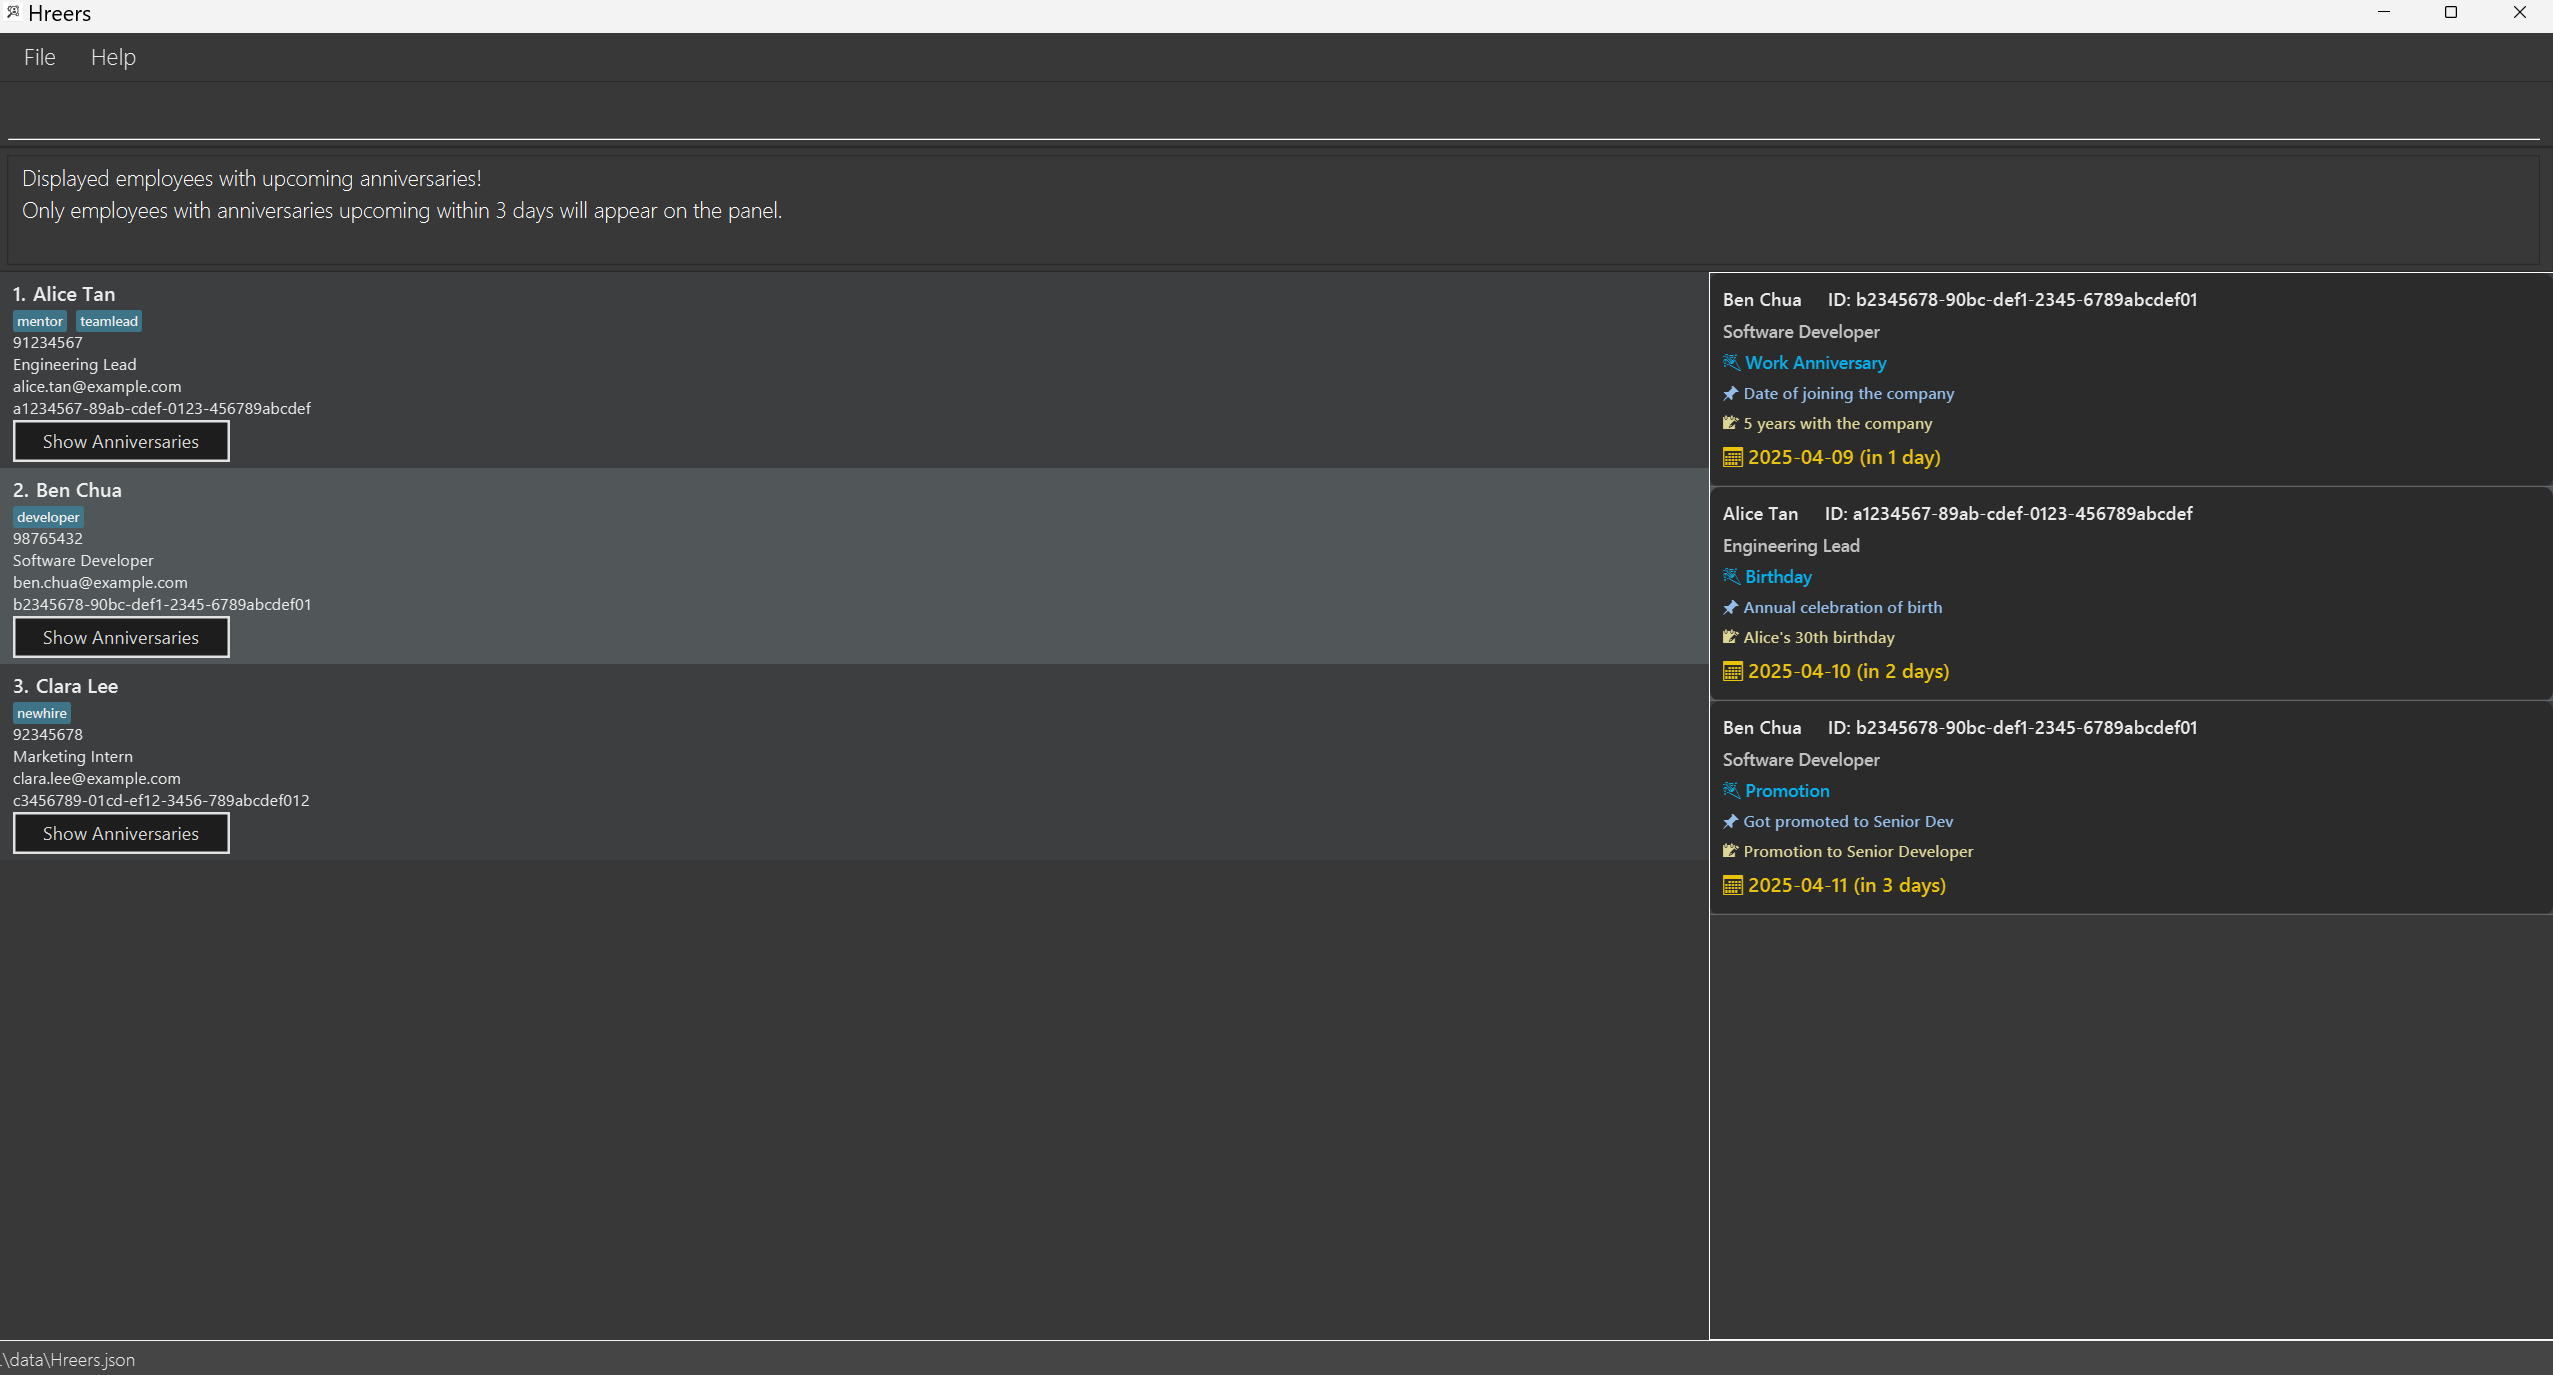 Hreers
File Help
Displayed employees with upcoming anniversaries!
Only employees with anniversaries upcoming within 3 days will appear on the panel.
1. Alice Tan
mentor teamlead
91234567
Engineering Lead
alice.tan@example.com
a1234567-89ab-cdef-0123-456789abcdef
Show Anniversaries
2. Ben Chua
developer
98765432
Software Developer
ben.chua@example.com
b2345678-90bc-def1-2345-6789abcdef01
Show Anniversaries
3. Clara Lee
newhire
92345678
Marketing Intern
clara.lee@example.com
c3456789-01cd-ef12-3456-789abcdef012
Show Anniversaries
Ben Chua ID: b2345678-90bc-def1-2345-6789abcdef01
Software Developer
Work Anniversary
Date of joining the company
5 years with the company
2025-04-09 (in 1 day)
Alice Tan ID: a1234567-89ab-cdef-0123-456789abcdef
Engineering Lead
Birthday
Annual celebration of birth
Alice's 30th birthday
2025-04-10 (in 2 days)
Ben Chua ID: b2345678-90bc-def1-2345-6789abcdef01
Software Developer
Promotion
Got promoted to Senior Dev
Promotion to Senior Developer
2025-04-11 (in 3 days)
.\data\Hreers.json